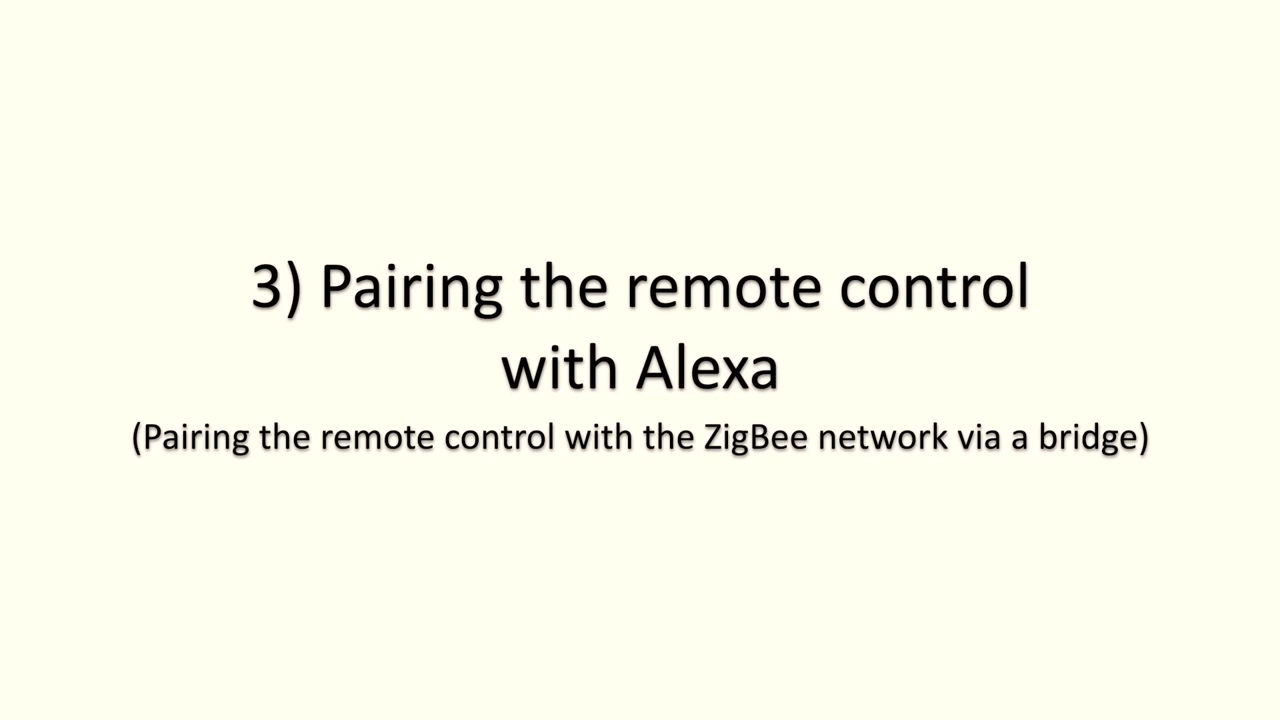 3) Pairing the remote control
with Alexa
(Pairing the remote control with the ZigBee network via a bridge)